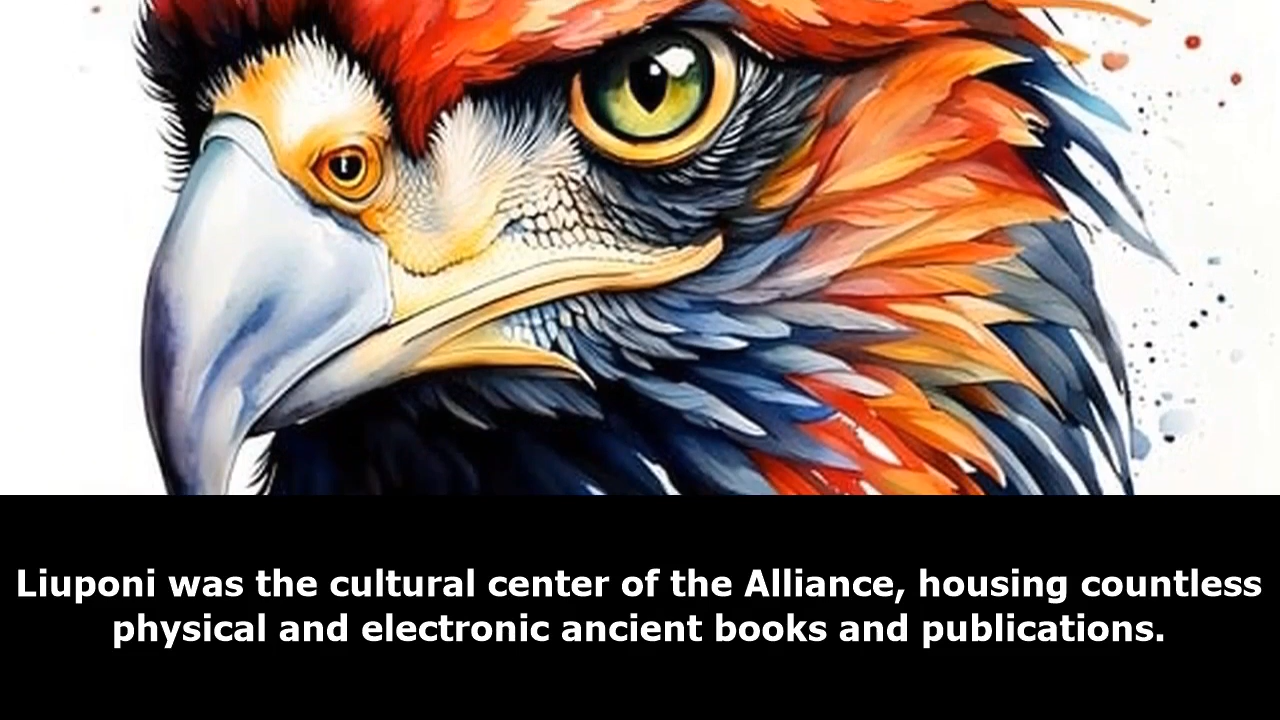 Liuponi was the cultural center of the Alliance, housing countless
physical and electronic ancient books and publications.